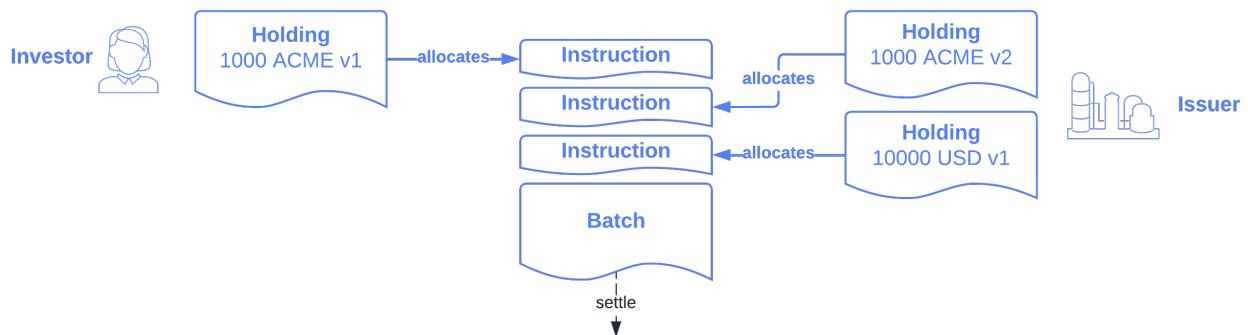 Investor
Holding
1000 ACME v1
allocates
Instruction
Instruction
Instruction
Batch
settle
allocates
Holding
1000 ACME v2
allocates
Holding
10000 USD v1
Issuer